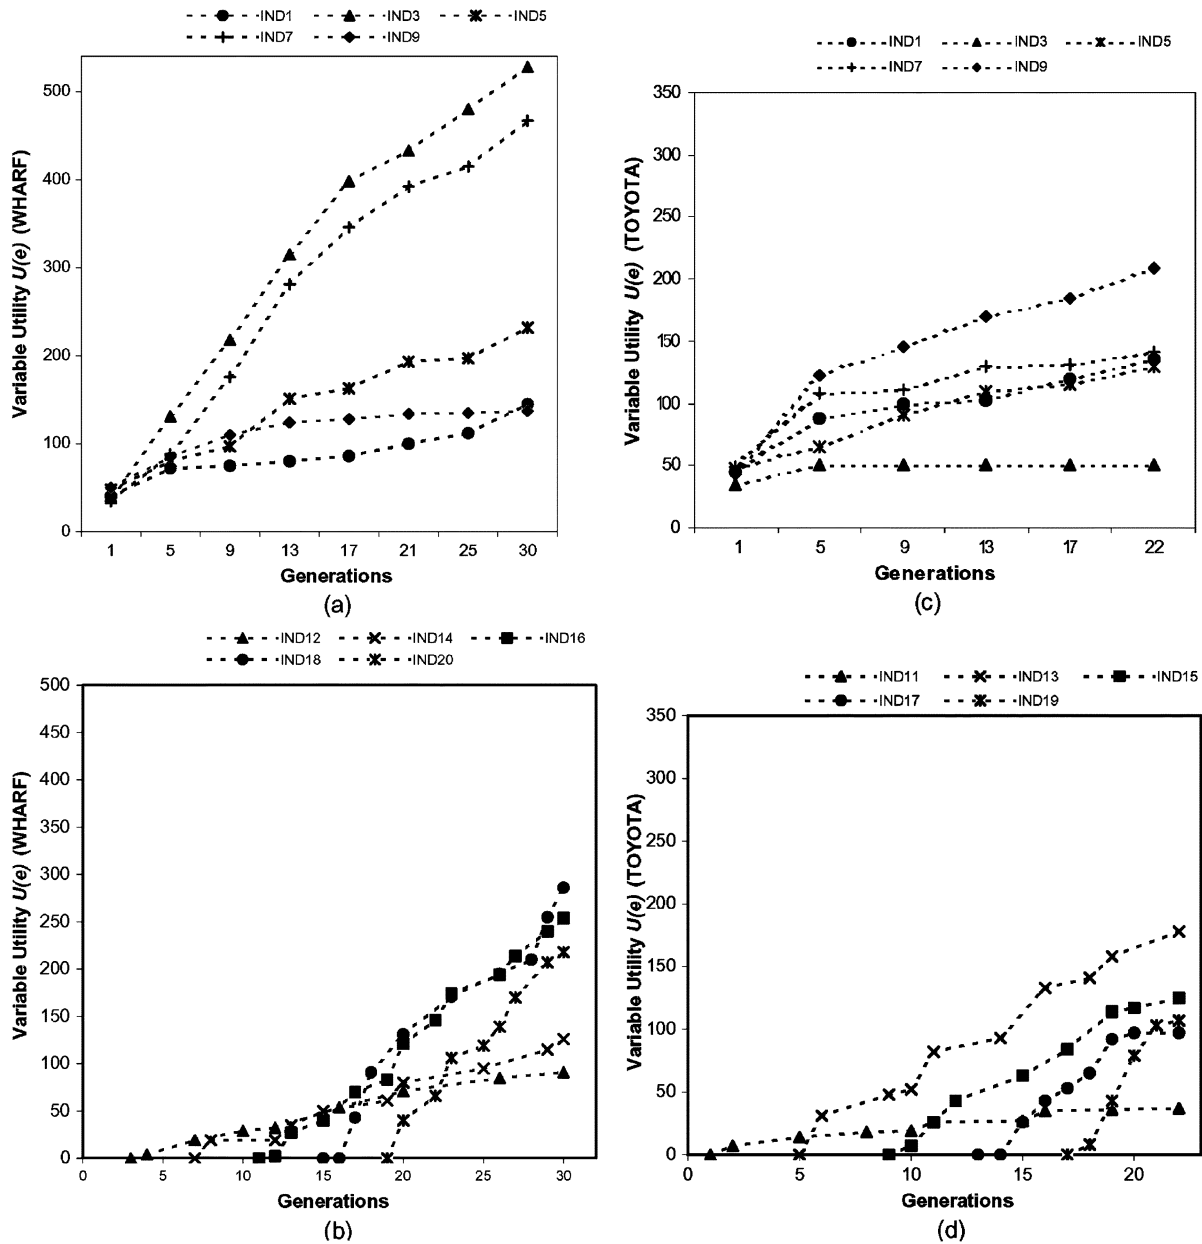 IND1 IND3 IND5
IND7 IND9
Variable Utility U(e) (WHARF)
500
400
300
200
100
0
1 5 9 13 17 21 25 30
Generations
(a)
IND1 IND3 IND5
IND7 IND9
Variable Utility U(e) (TOYOTA)
350
300
250
200
150
100
50
0
1 5 9 13 17 22
Generations
(c)
IND12 IND14 IND16
IND18 IND20
Variable Utility U(e) (WHARF)
500
450
400
350
300
250
200
150
100
50
0
0 5 10 15 20 25 30
Generations
(b)
IND11 IND13 IND15
IND17 IND19
Variable Utility U(e) (TOYOTA)
350
300
250
200
150
100
50
0
0 5 10 15 20
Generations
(d)